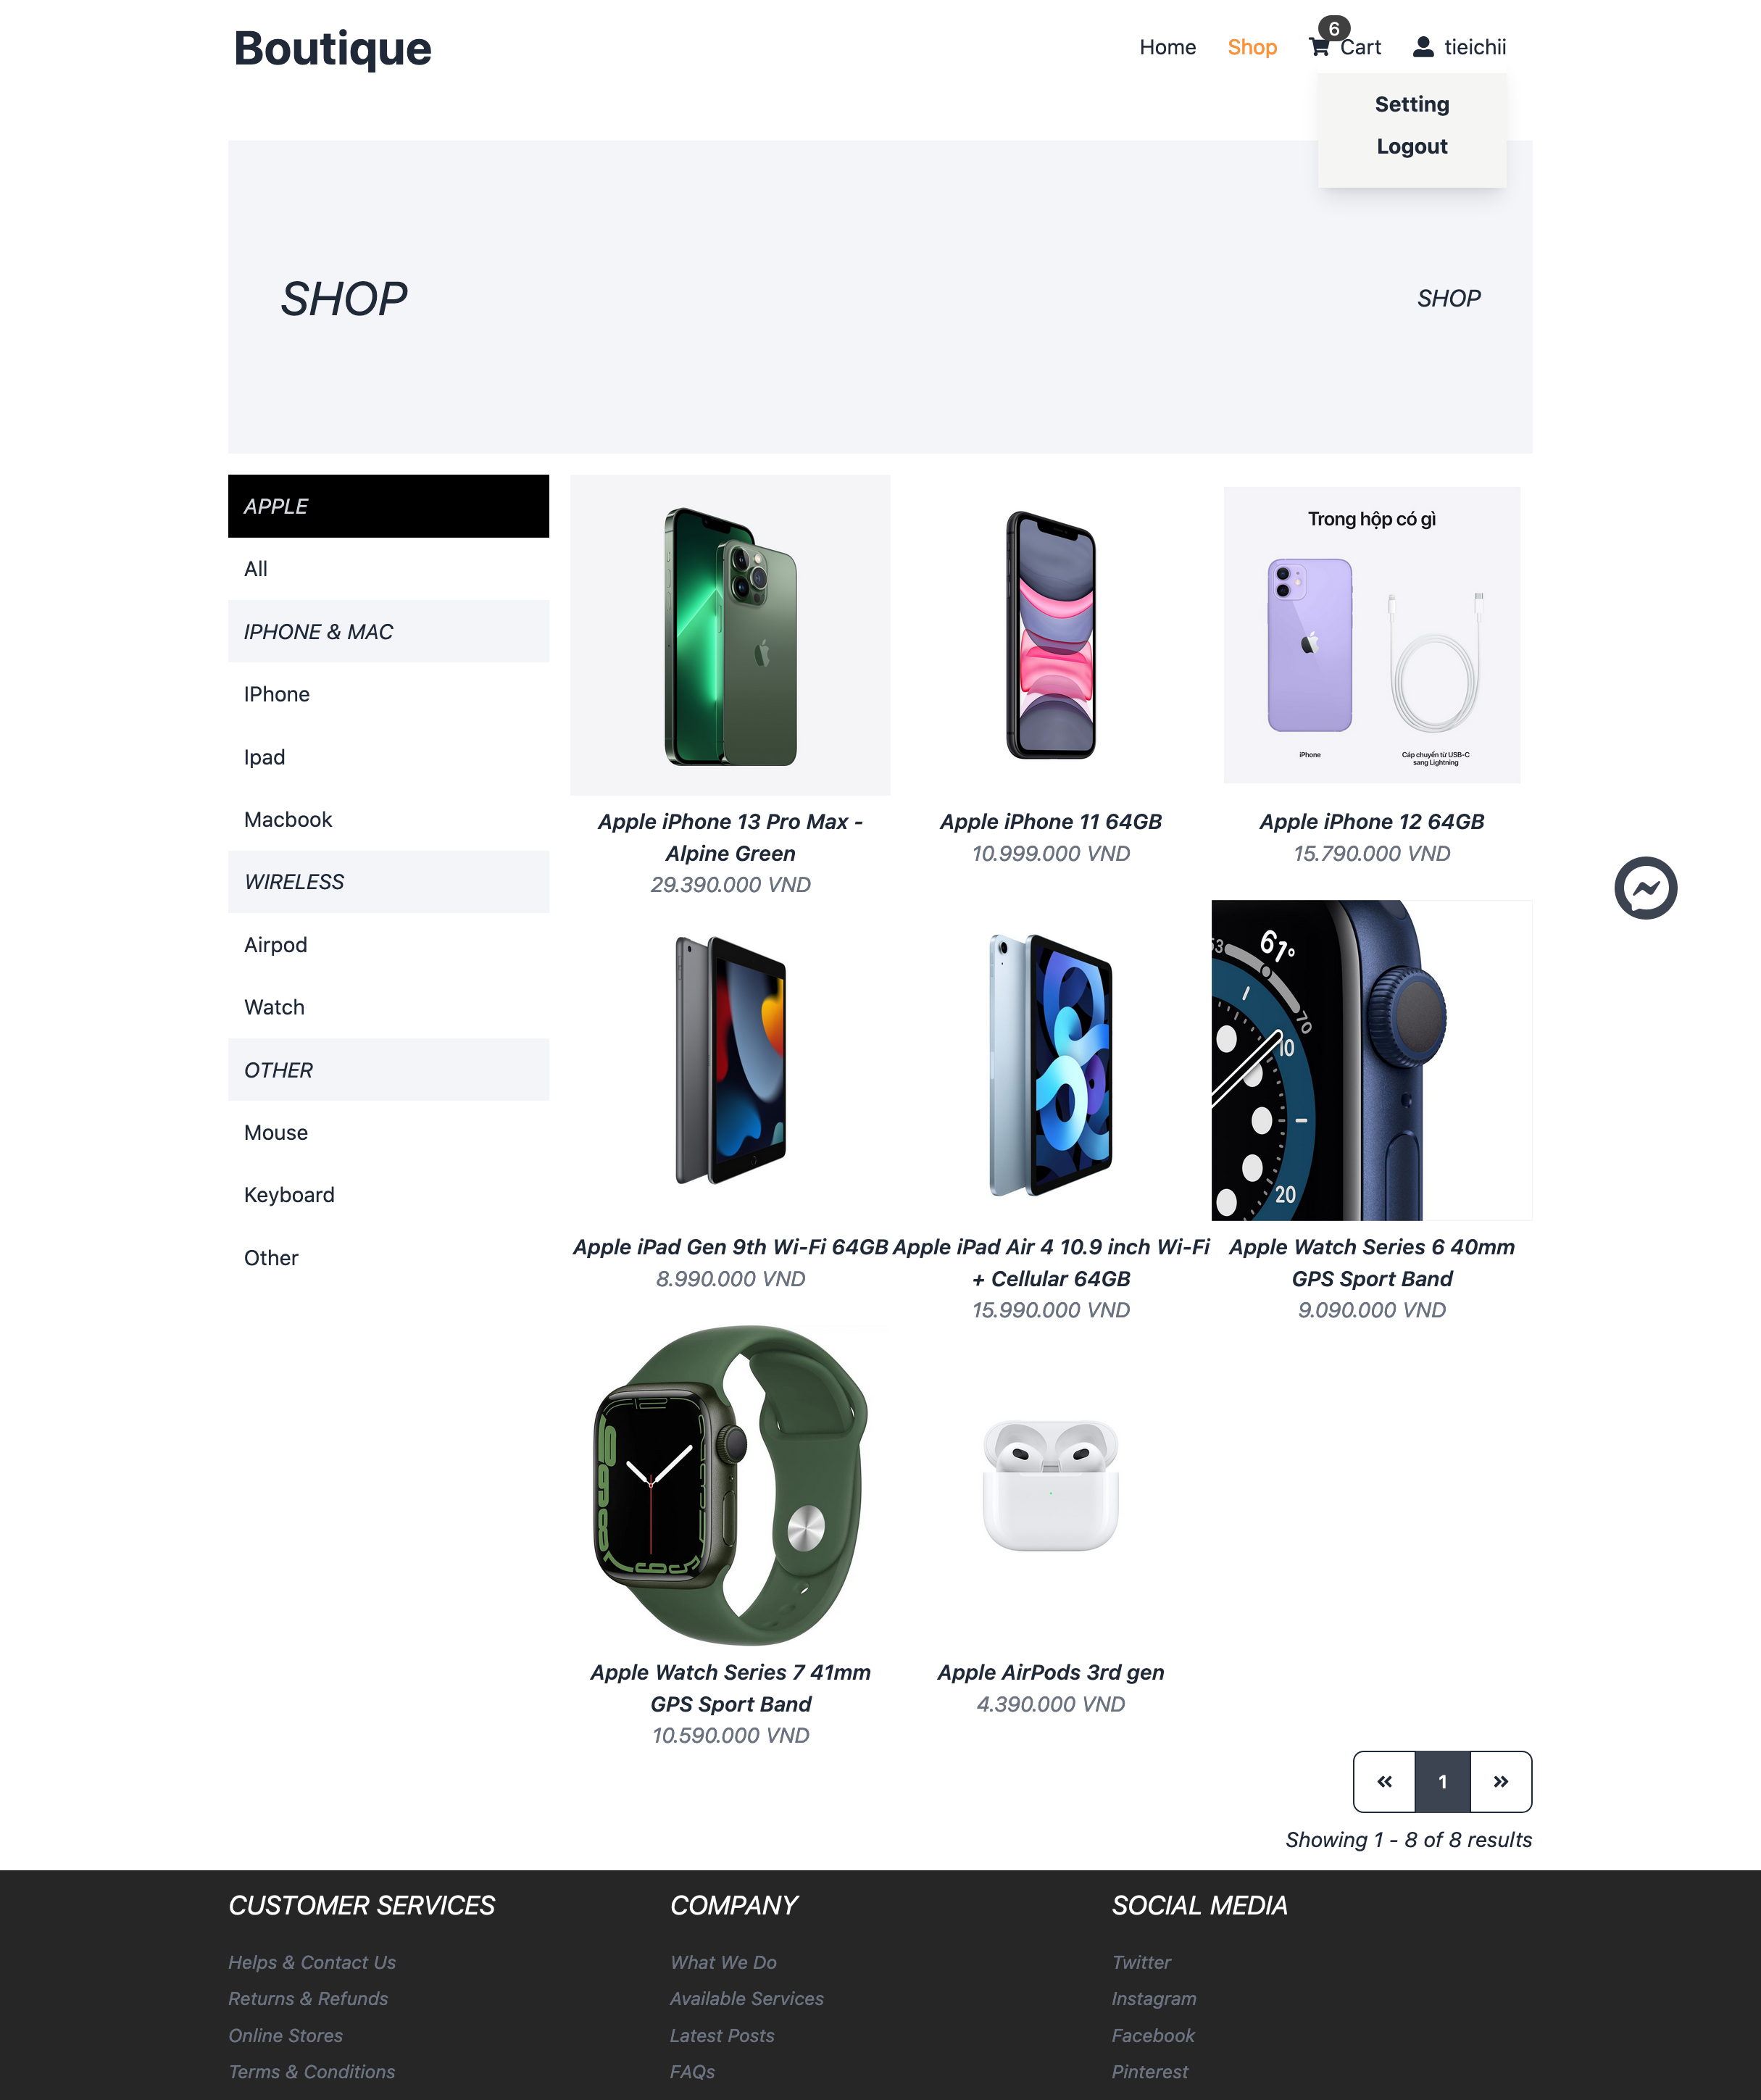 Boutique
Home Shop 6 Cart tieichii
Setting
Logout
SHOP
SHOP
APPLE
All
IPHONE & MAC
IPhone
Ipad
Macbook
WIRELESS
Airpod
Watch
OTHER
Mouse
Keyboard
Other
Apple iPhone 13 Pro Max -
Alpine Green
29.390.000 VND
Apple iPhone 11 64GB
10.999.000 VND
Trong hộp có gì
iPhone
Cáp chuyển từ USB-C
sang Lightning
Apple iPhone 12 64GB
15.790.000 VND
Apple iPad Gen 9th Wi-Fi 64GB
8.990.000 VND
Apple iPad Air 4 10.9 inch Wi-Fi
+ Cellular 64GB
15.990.000 VND
53
61°
70
10
20
Apple Watch Series 6 40mm
GPS Sport Band
9.090.000 VND
Apple Watch Series 7 41mm
GPS Sport Band
10.590.000 VND
Apple AirPods 3rd gen
4.390.000 VND
« 1 »
Showing 1 - 8 of 8 results
CUSTOMER SERVICES
Helps & Contact Us
Returns & Refunds
Online Stores
Terms & Conditions
COMPANY
What We Do
Available Services
Latest Posts
FAQs
SOCIAL MEDIA
Twitter
Instagram
Facebook
Pinterest